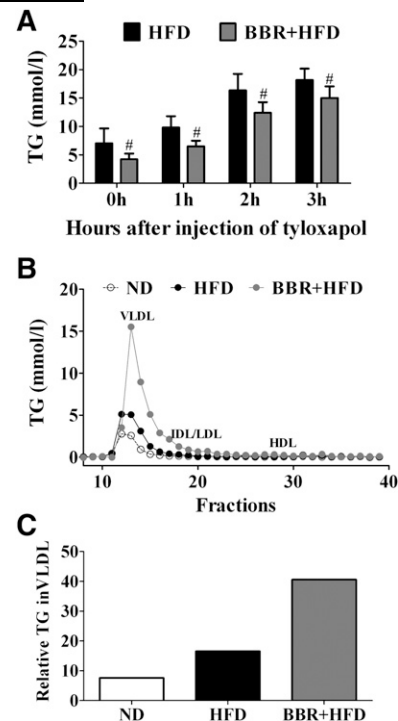 A
HFD BBR+HFD
TG (mmol/l)
25
20
15
10
5
0
# # # #
0h 1h 2h 3h
Hours after injection of tyloxapol
B
ND HFD BBR+HFD
TG (mmol/l)
20
15
10
5
0
VLDL
IDL/LDL
HDL
10 20 30 40
Fractions
C
Relative TG inVLDL
50
40
30
20
10
0
ND HFD BBR+HFD